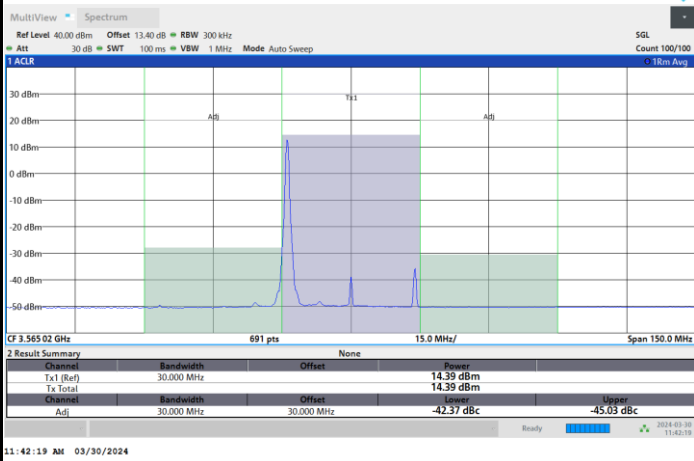 MultiView Spectrum
Ref Level 40.00 dBm Offset 13.40 dB RBW 300 kHz SGL
Att 30 dB SWT 100 ms VBW 1 MHz Mode Auto Sweep Count 100/100
1 ACLR 1Rm Avg
30 dBm
Tx1
20 dBm Adj Adj
10 dBm
0 dBm
-10 dBm
-20 dBm
-30 dBm
-40 dBm
-50 dBm
CF 3.565 02 GHz 691 pts 15.0 MHz/ Span 150.0 MHz
2 Result Summary None
Channel Bandwidth Offset Power
Tx1 (Ref) 30.000 MHz 14.39 dBm
Tx Total 14.39 dBm
Channel Bandwidth Offset Lower Upper
Adj 30.000 MHz 30.000 MHz -42.37 dBc -45.03 dBc
Ready 2024-03-30
11:42:18
11:42:19 AM 03/30/2024